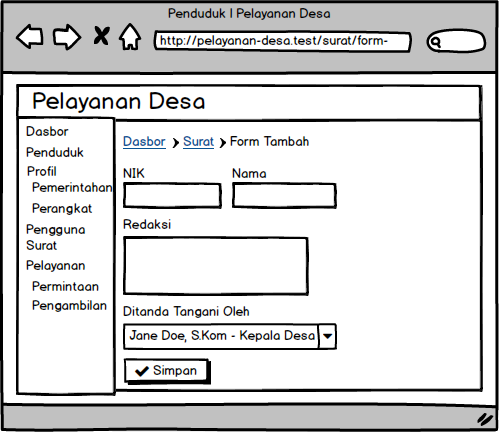 Penduduk | Pelayanan Desa
http://pelayanan-desa.test/surat/form-
Pelayanan Desa
Dasbor
Penduduk
Profil
Pemerintahan
Perangkat
Pengguna
Surat
Pelayanan
Permintaan
Pengambilan
Dasbor > Surat > Form Tambah
NIK Nama
Redaksi
Ditanda Tangani Oleh
Jane Doe, S.Kom - Kepala Desa
Simpan